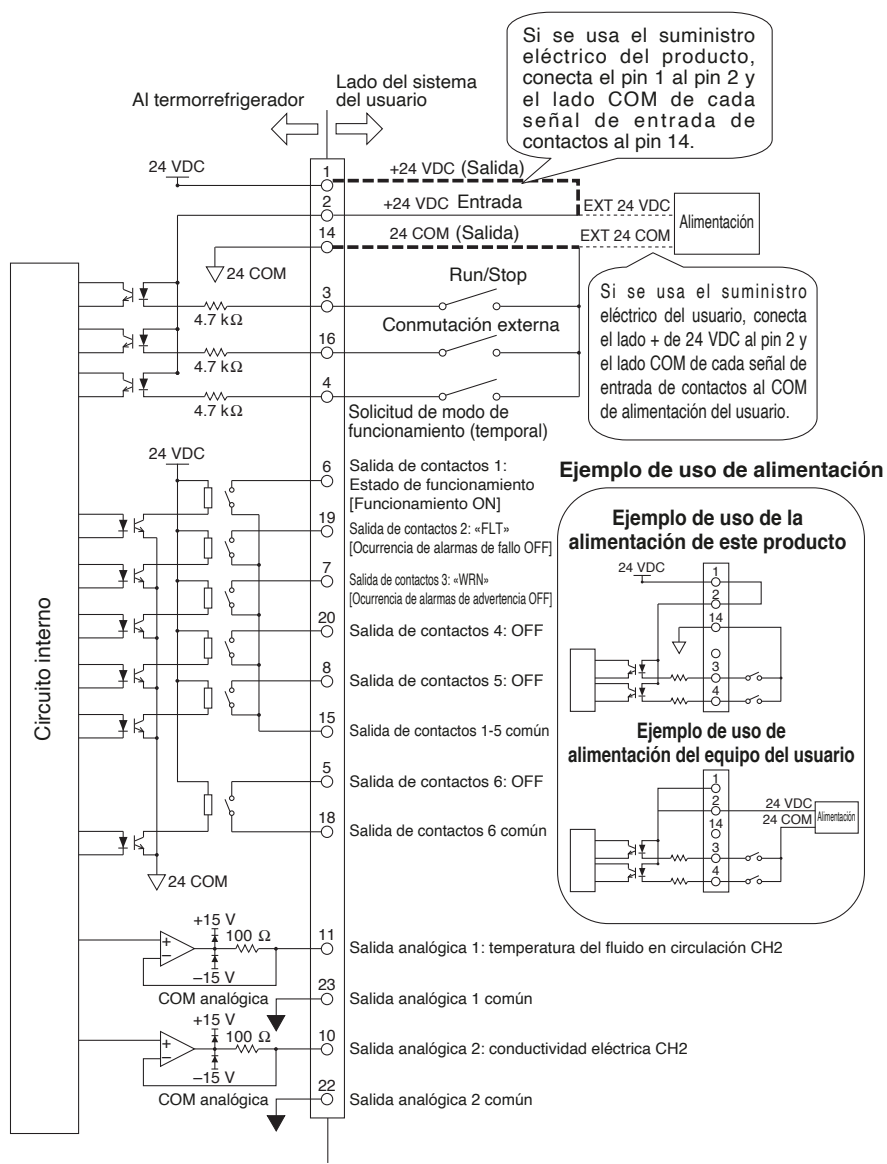 Si se usa el suministro
eléctrico del producto,
conecta el pin 1 al pin 2 y
el lado COM de cada
señal de entrada de
contactos al pin 14.
Al termorrefrigerador
Lado del sistema
del usuario
24 VDC
1
+24 VDC (Salida)
2
+24 VDC Entrada
EXT 24 VDC
Alimentación
14
24 COM (Salida)
EXT 24 COM
24 COM
Run/Stop
3
4.7 kΩ
Conmutación externa
16
4.7 kΩ
4
4.7 kΩ
Solicitud de modo de
funcionamiento (temporal)
Si se usa el suministro
eléctrico del usuario, conecta
el lado + de 24 VDC al pin 2 y
el lado COM de cada señal de
entrada de contactos al COM
de alimentación del usuario.
Circuito interno
24 VDC
6
Salida de contactos 1:
Estado de funcionamiento
[Funcionamiento ON]
19
Salida de contactos 2: «FLT»
[Ocurrencia de alarmas de fallo OFF]
7
Salida de contactos 3: «WRN»
[Ocurrencia de alarmas de advertencia OFF]
20
Salida de contactos 4: OFF
8
Salida de contactos 5: OFF
15
Salida de contactos 1-5 común
5
Salida de contactos 6: OFF
18
Salida de contactos 6 común
24 COM
+15 V
100 Ω
11
Salida analógica 1: temperatura del fluido en circulación CH2
–15 V
COM analógica
23
Salida analógica 1 común
+15 V
100 Ω
10
Salida analógica 2: conductividad eléctrica CH2
–15 V
COM analógica
22
Salida analógica 2 común
Ejemplo de uso de alimentación
Ejemplo de uso de la
alimentación de este producto
24 VDC
1
2
14
3
4
Ejemplo de uso de
alimentación del equipo del usuario
1
2
24 VDC
14
24 COM
Alimentación
3
4
+
–
+
–